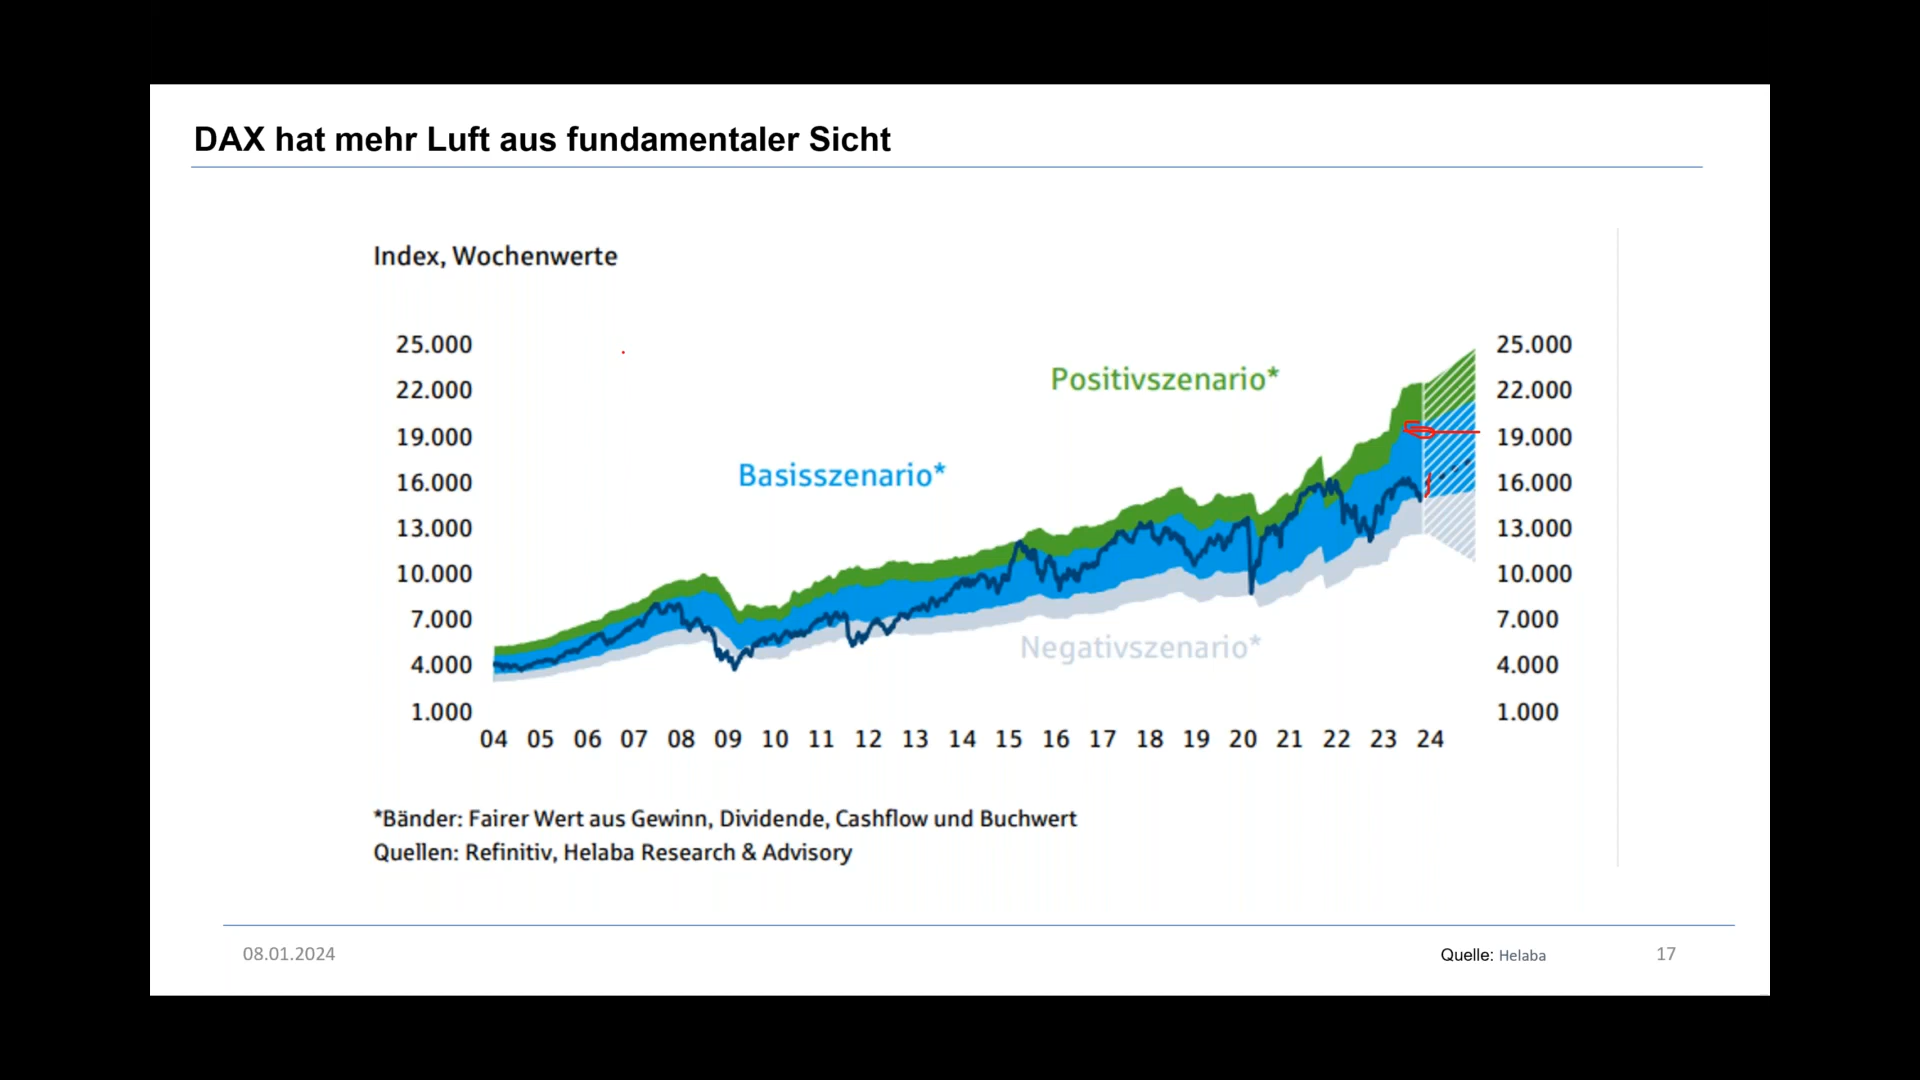 DAX hat mehr Luft aus fundamentaler Sicht
Index, Wochenwerte
25.000 25.000
Positivszenario*
22.000 22.000
19.000 19.000
Basisszenario*
16.000 16.000
13.000 13.000
10.000 10.000
7.000 7.000
Negativszenario*
4.000 4.000
1.000 1.000
04 05 06 07 08 09 10 11 12 13 14 15 16 17 18 19 20 21 22 23 24
*Bänder: Fairer Wert aus Gewinn, Dividende, Cashflow und Buchwert
Quellen: Refinitiv, Helaba Research & Advisory
08.01.2024 Quelle: Helaba 17